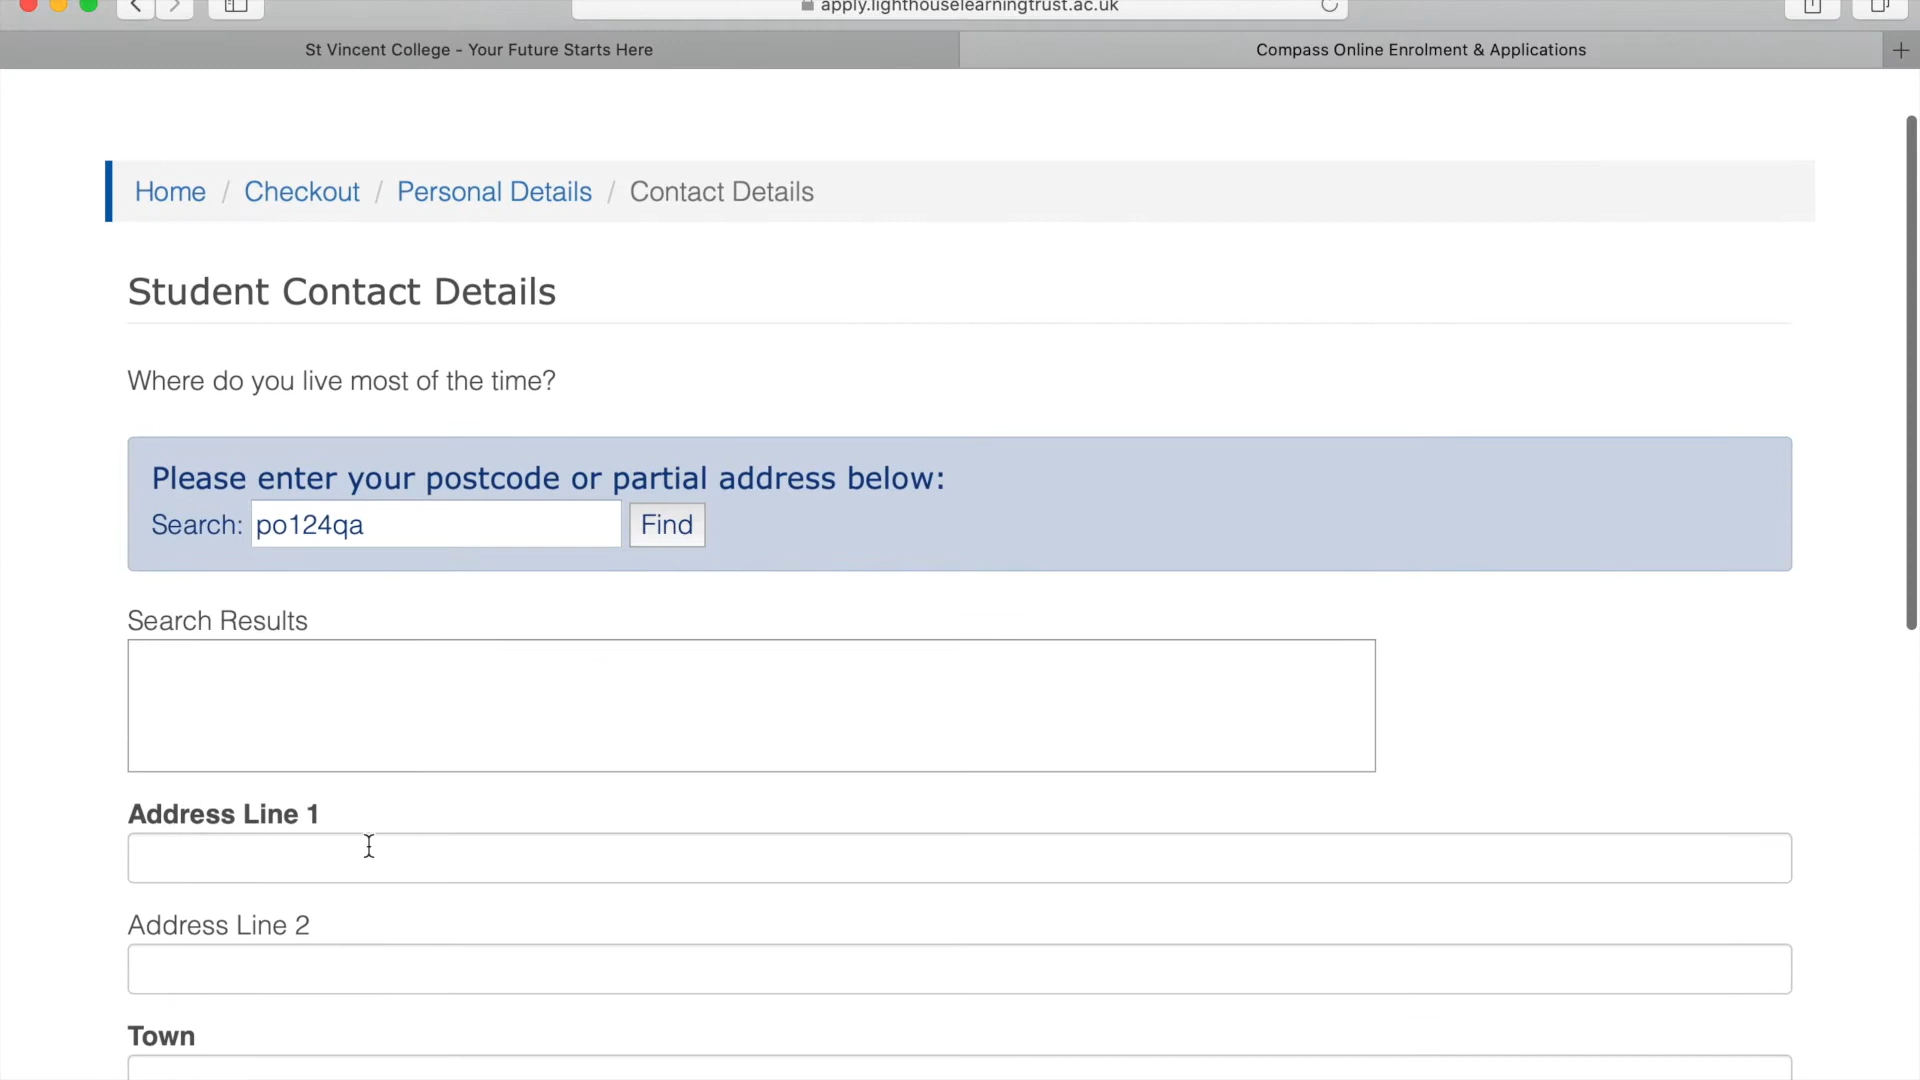 apply.lighthouselearningtrust.ac.uk
St Vincent College - Your Future Starts Here
Compass Online Enrolment & Applications
Home / Checkout / Personal Details / Contact Details
Student Contact Details
Where do you live most of the time?
Please enter your postcode or partial address below:
Search: po124qa Find
Search Results
Address Line 1
Address Line 2
Town